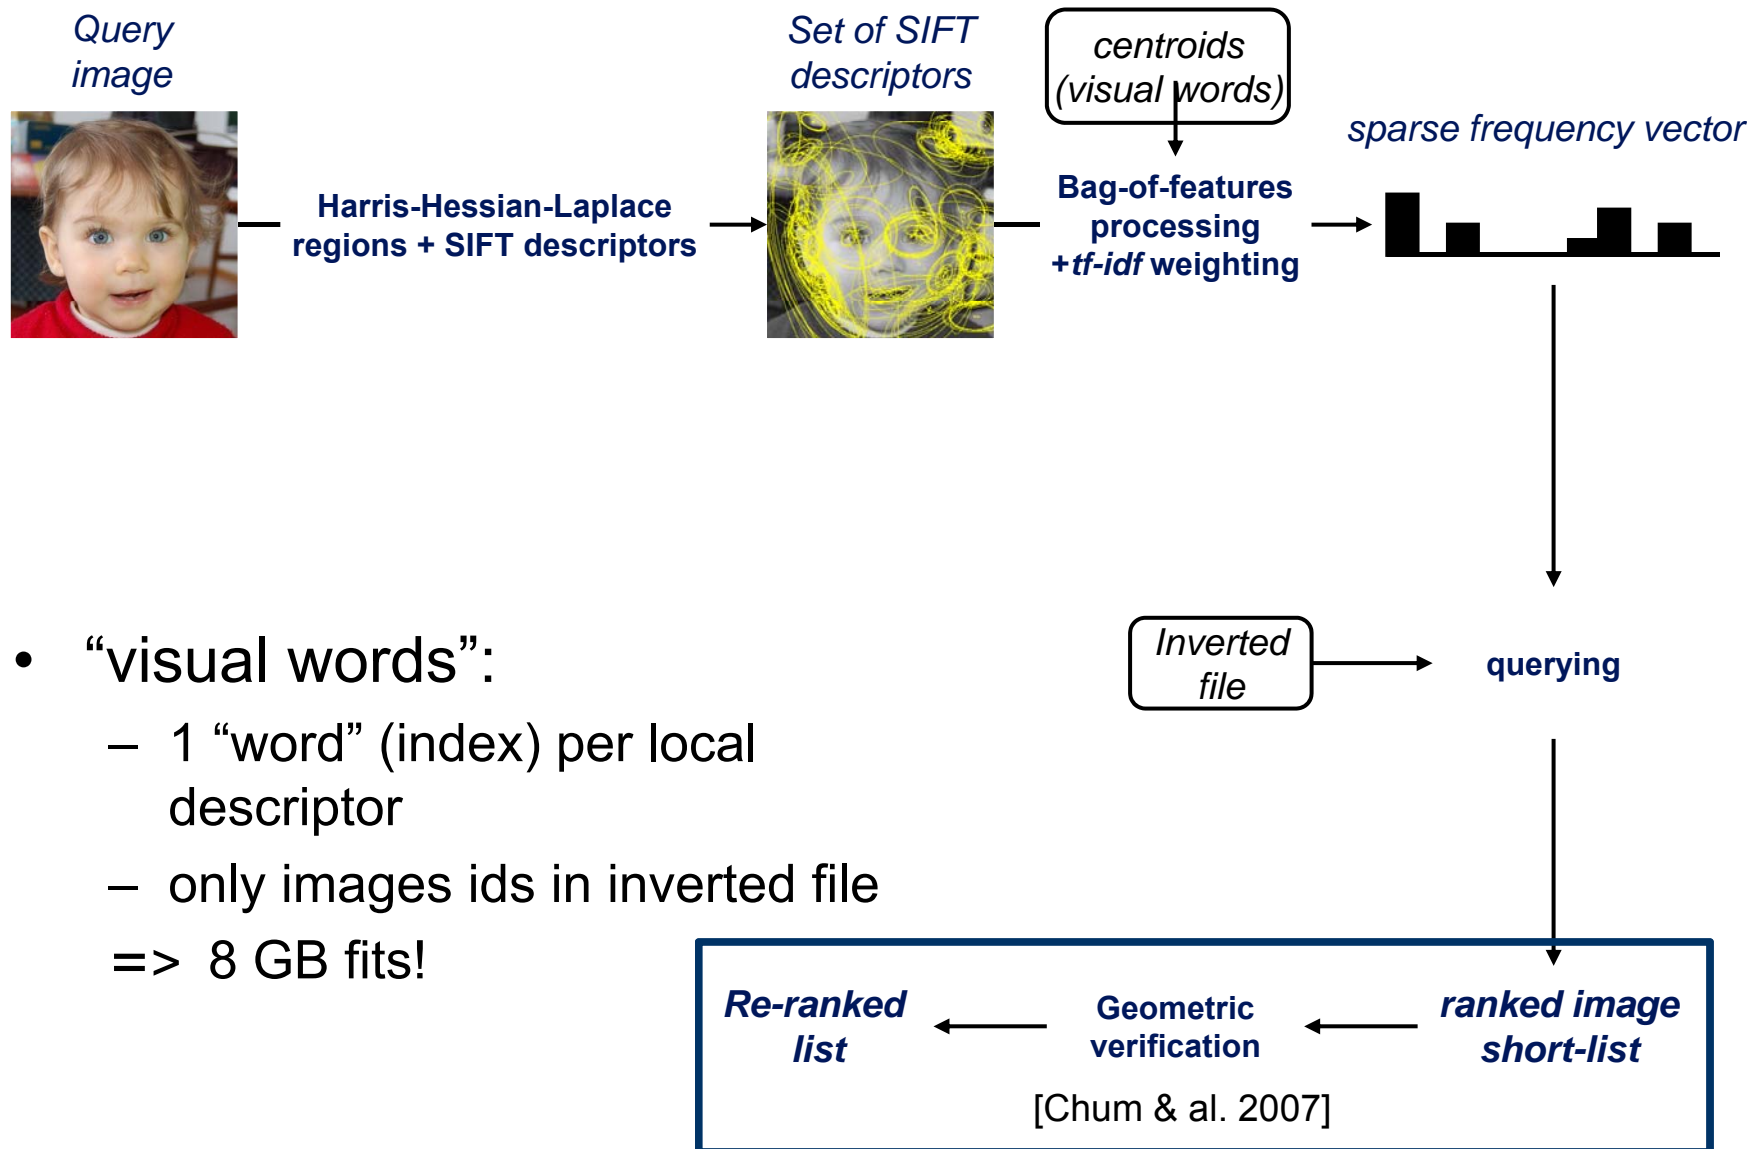 Query
image
Set of SIFT
descriptors
centroids
(visual words)
sparse frequency vector
Harris-Hessian-Laplace
regions + SIFT descriptors
Bag-of-features
processing
+tf-idf weighting
Inverted
file
querying
• “visual words”:
– 1 “word” (index) per local
descriptor
– only images ids in inverted file
=> 8 GB fits!
Re-ranked
list
Geometric
verification
ranked image
short-list
[Chum & al. 2007]